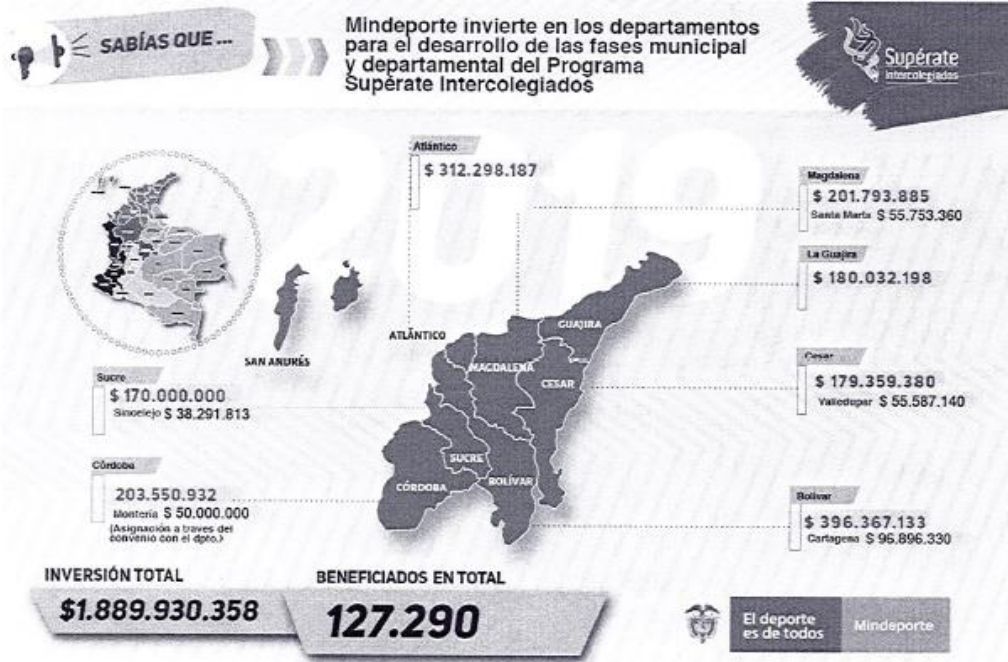 SABÍAS QUE ...
Mindeporte invierte en los departamentos
para el desarrollo de las fases municipal
y departamental del Programa
Supérate Intercolegiados
Supérate
Intercolegiados
2019
Atlántico
$ 312.298.187
Magdalena
$ 201.793.885
Santa Marta $ 55.753.360
La Guajira
$ 180.032.198
Cesar
$ 179.359.380
Valledupar $ 55.587.140
Bolívar
$ 396.367.133
Cartagena $ 96.896.330
SAN ANDRÉS
ATLÁNTICO
GUAJIRA
MAGDALENA
CESAR
SUCRE
CÓRDOBA
BOLÍVAR
Sucre
$ 170.000.000
Sincelejo $ 38.291.813
Córdoba
203.550.932
Montería $ 50.000.000
(Asignación a traves del
convenio con el dpto.)
INVERSIÓN TOTAL
$1.889.930.358
BENEFICIADOS EN TOTAL
127.290
El deporte
es de todos
Mindeporte